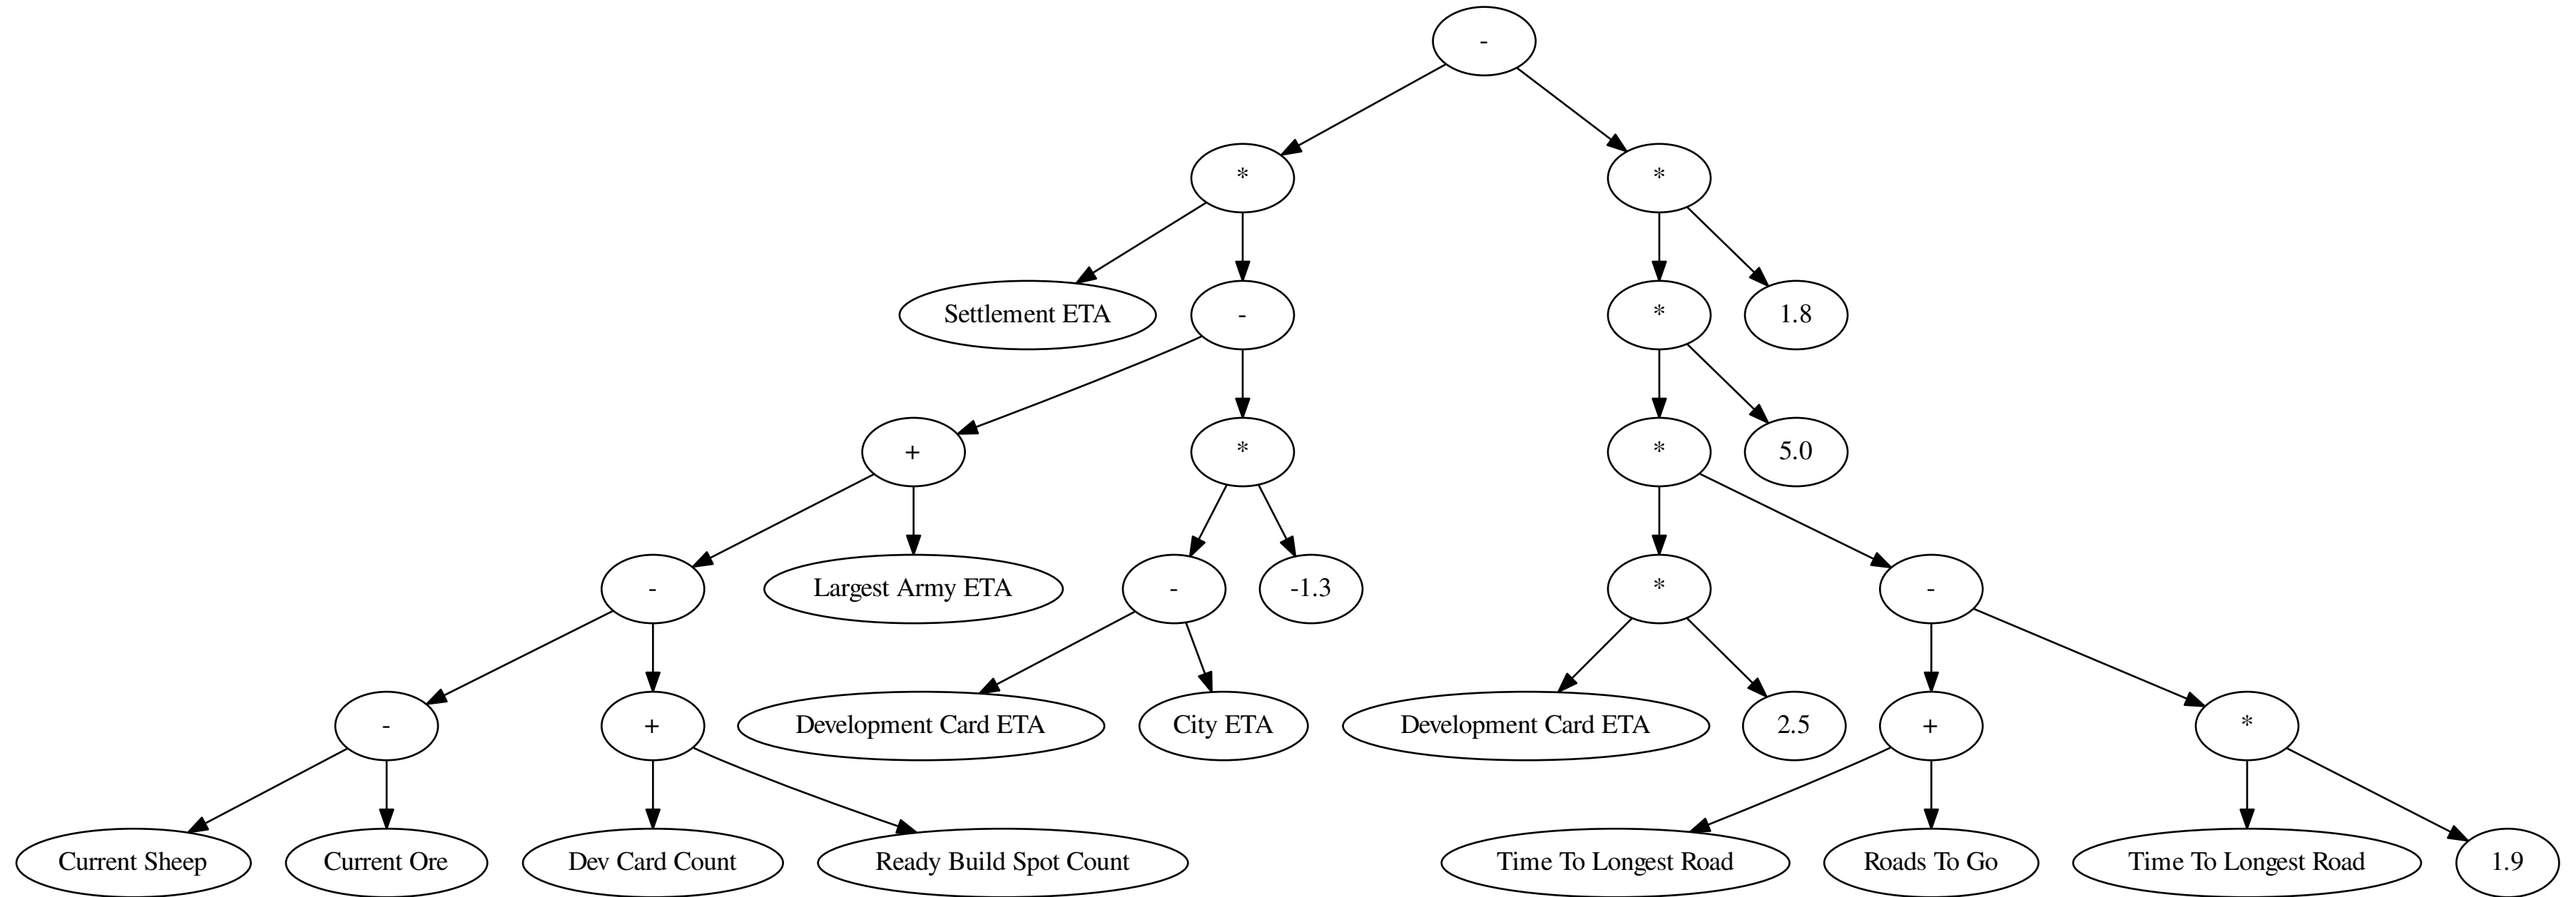 -
*
*
Settlement ETA
-
*
1.8
+
*
*
5.0
-
Largest Army ETA
-
-1.3
*
-
-
+
Development Card ETA
City ETA
Development Card ETA
2.5
+
*
Current Sheep
Current Ore
Dev Card Count
Ready Build Spot Count
Time To Longest Road
Roads To Go
Time To Longest Road
1.9